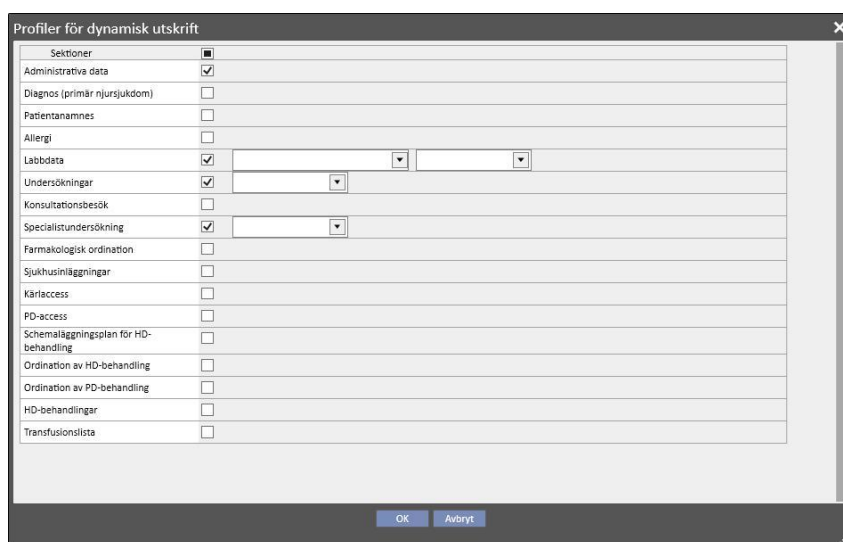 Profiler för dynamisk utskrift
Sektioner
Administrativa data
Diagnos (primär njursjukdom)
Patientanamnes
Allergi
Labbdata
Undersökningar
Konsultationsbesök
Specialistundersökning
Farmakologisk ordination
Sjukhusinläggningar
Kärlaccess
PD-access
Schemaläggningsplan för HD-
behandling
Ordination av HD-behandling
Ordination av PD-behandling
HD-behandlingar
Transfusionslista
OK Avbryt